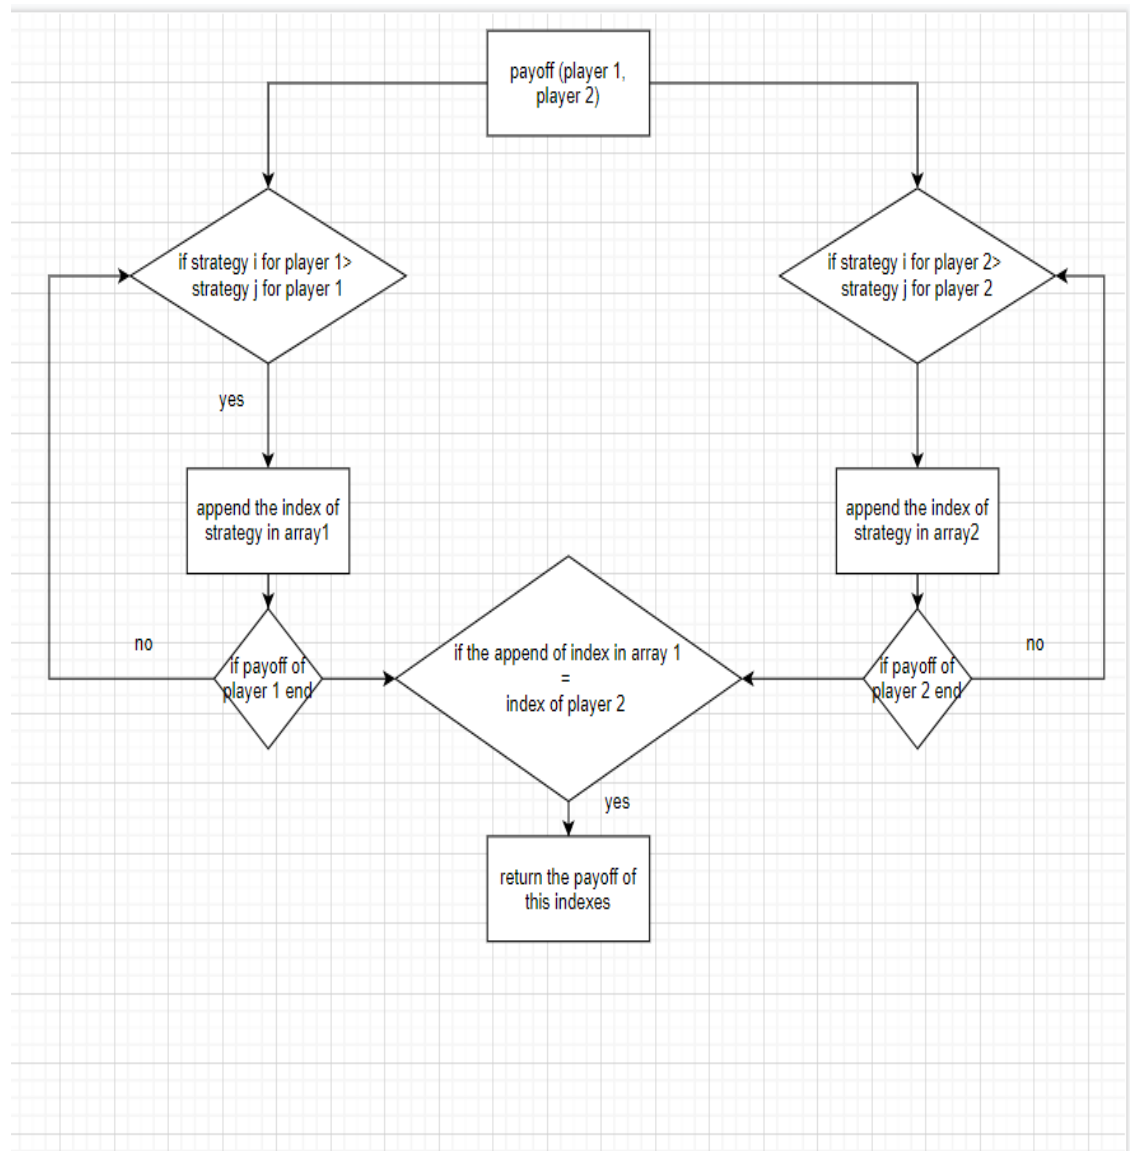 payoff (player 1,
player 2)
if strategy i for player 1>
strategy j for player 1
if strategy i for player 2>
strategy j for player 2
yes
append the index of
strategy in array1
append the index of
strategy in array2
no
if payoff of
player 1 end
if the append of index in array 1
=
index of player 2
if payoff of
player 2 end
no
yes
return the payoff of
this indexes